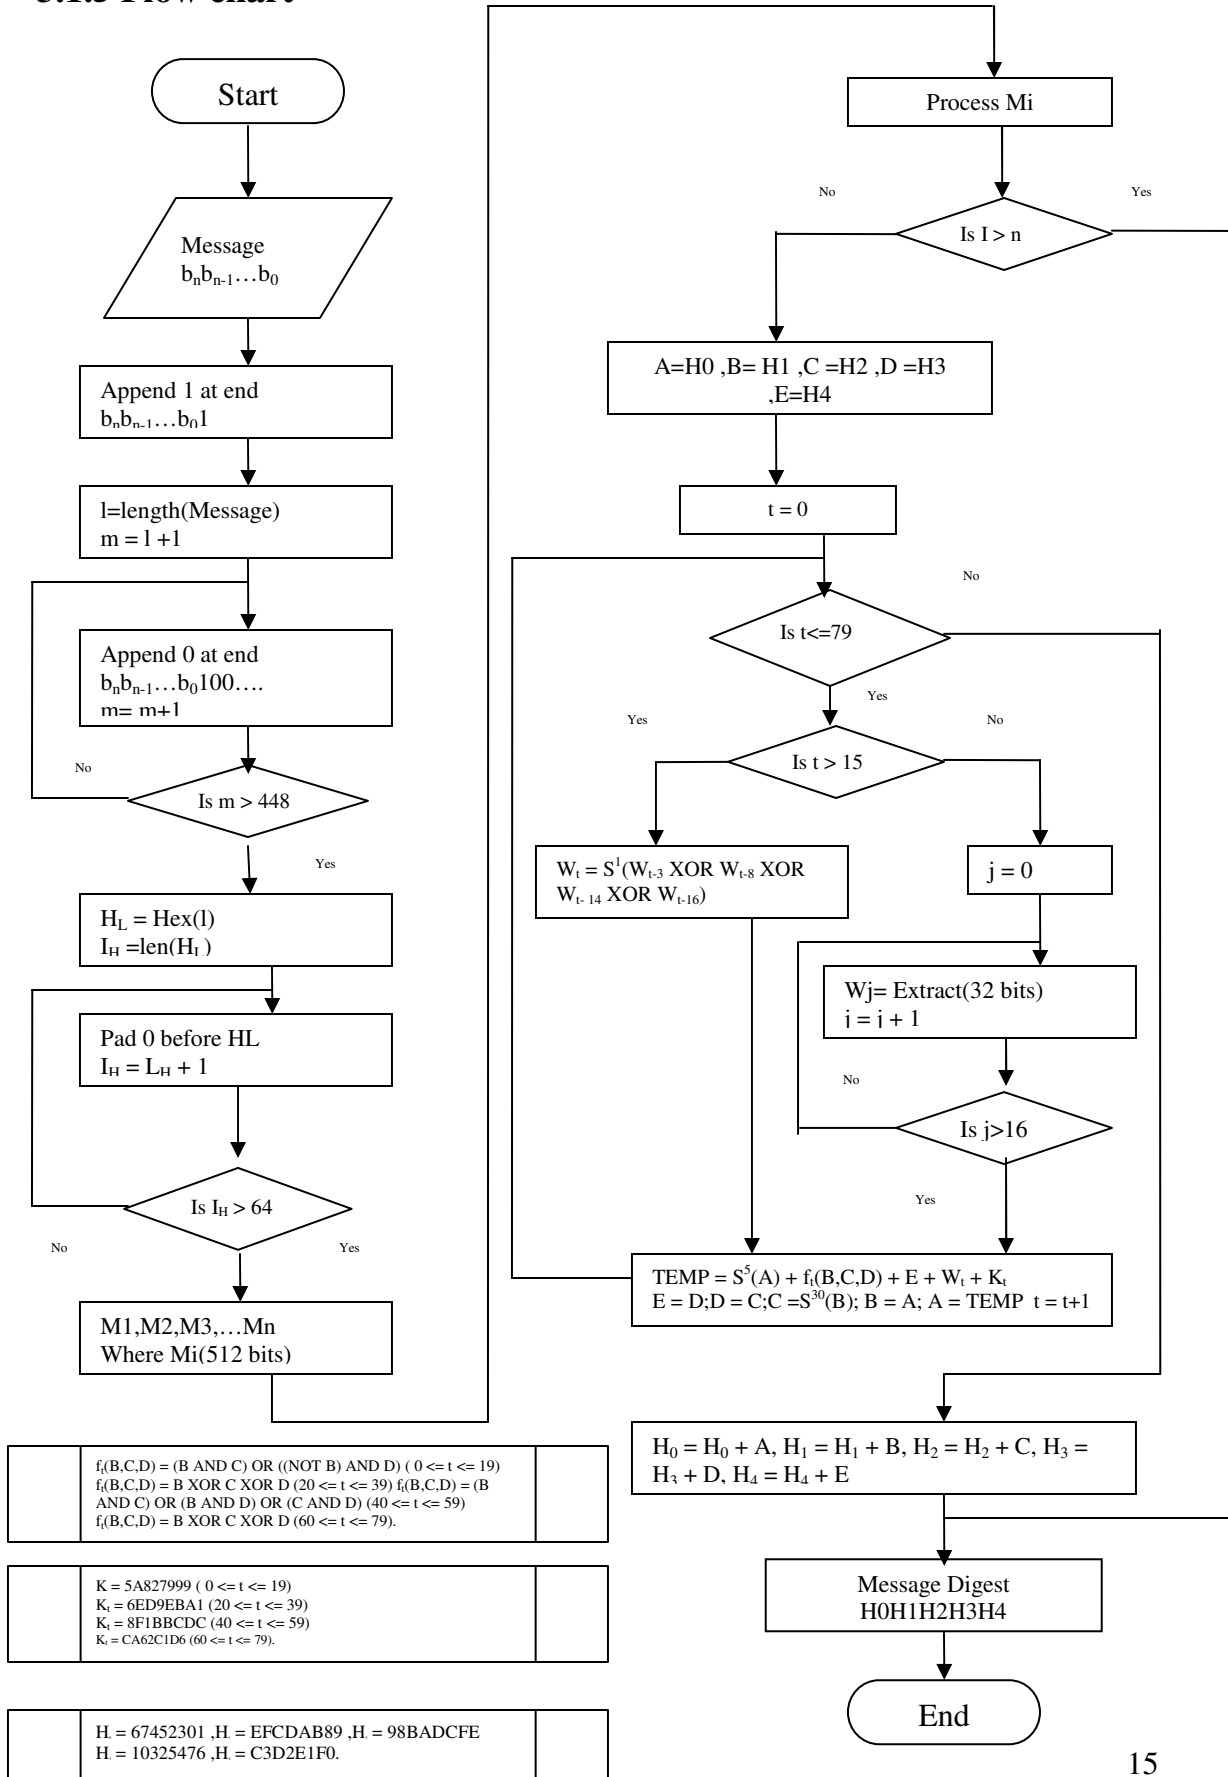 Start
Message
bnbn-1…b0
Append 1 at end
bnbn-1…b01
l=length(Message)
m = l +1
Append 0 at end
bnbn-1…b0100….
m= m+1
No
Is m > 448
Yes
HL = Hex(l)
IH =len(HL)
Pad 0 before HL
IH = LH + 1
Is IH > 64
No
Yes
M1,M2,M3,…Mn
Where Mi(512 bits)
ft(B,C,D) = (B AND C) OR ((NOT B) AND D) ( 0 <= t <= 19)
ft(B,C,D) = B XOR C XOR D (20 <= t <= 39) ft(B,C,D) = (B
AND C) OR (B AND D) OR (C AND D) (40 <= t <= 59)
ft(B,C,D) = B XOR C XOR D (60 <= t <= 79).
K = 5A827999 ( 0 <= t <= 19)
Kt = 6ED9EBA1 (20 <= t <= 39)
Kt = 8F1BBCDC (40 <= t <= 59)
Kt = CA62C1D6 (60 <= t <= 79).
H = 67452301 ,H = EFCDAB89 ,H = 98BADCFE
H = 10325476 ,H = C3D2E1F0.
Process Mi
No
Yes
Is I > n
A=H0 ,B= H1 ,C =H2 ,D =H3
,E=H4
t = 0
No
Is t<=79
Yes
Yes
No
Is t > 15
Wt = S1(Wt-3 XOR Wt-8 XOR
Wt- 14 XOR Wt-16)
j = 0
Wj= Extract(32 bits)
j = j + 1
No
Is j>16
Yes
TEMP = S5(A) + ft(B,C,D) + E + Wt + Kt
E = D;D = C;C =S30(B); B = A; A = TEMP t = t+1
H0 = H0 + A, H1 = H1 + B, H2 = H2 + C, H3 =
H3 + D, H4 = H4 + E
Message Digest
H0H1H2H3H4
End
15